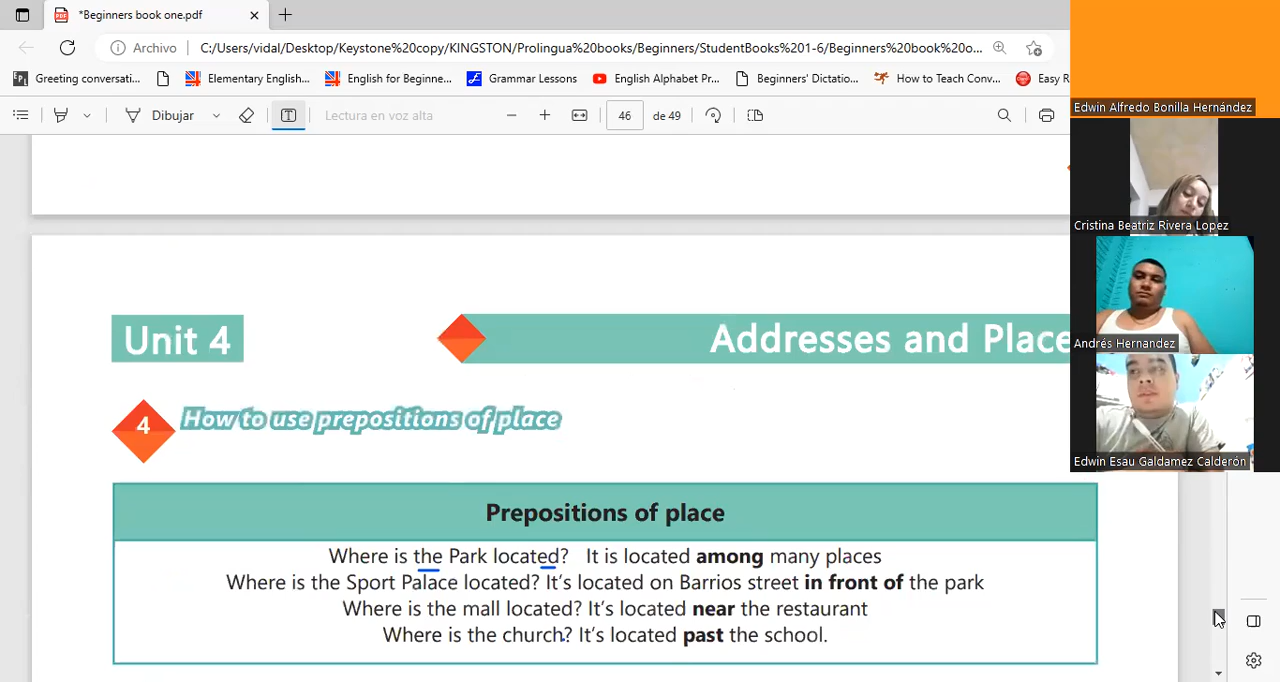 *Beginners book one.pdf
Archivo
C:/Users/vidal/Desktop/Keystone%20copy/KINGSTON/Prolingua%20books/Beginners/StudentBooks%201-6/Beginners%20book%20o...
Greeting conversati...
Elementary English...
English for Beginne...
Grammar Lessons
English Alphabet Pr...
Beginners' Dictatio...
How to Teach Conv...
Easy R
Dibujar
Lectura en voz alta
46
de 49
Edwin Alfredo Bonilla Hernández
Cristina Beatriz Rivera Lopez
Andrés Hernandez
Edwin Esau Galdamez Calderón
Unit 4
Addresses and Place
4
How to use prepositions of place
Prepositions of place
Where is the Park located? It is located among many places
Where is the Sport Palace located? It's located on Barrios street in front of the park
Where is the mall located? It's located near the restaurant
Where is the church? It's located past the school.